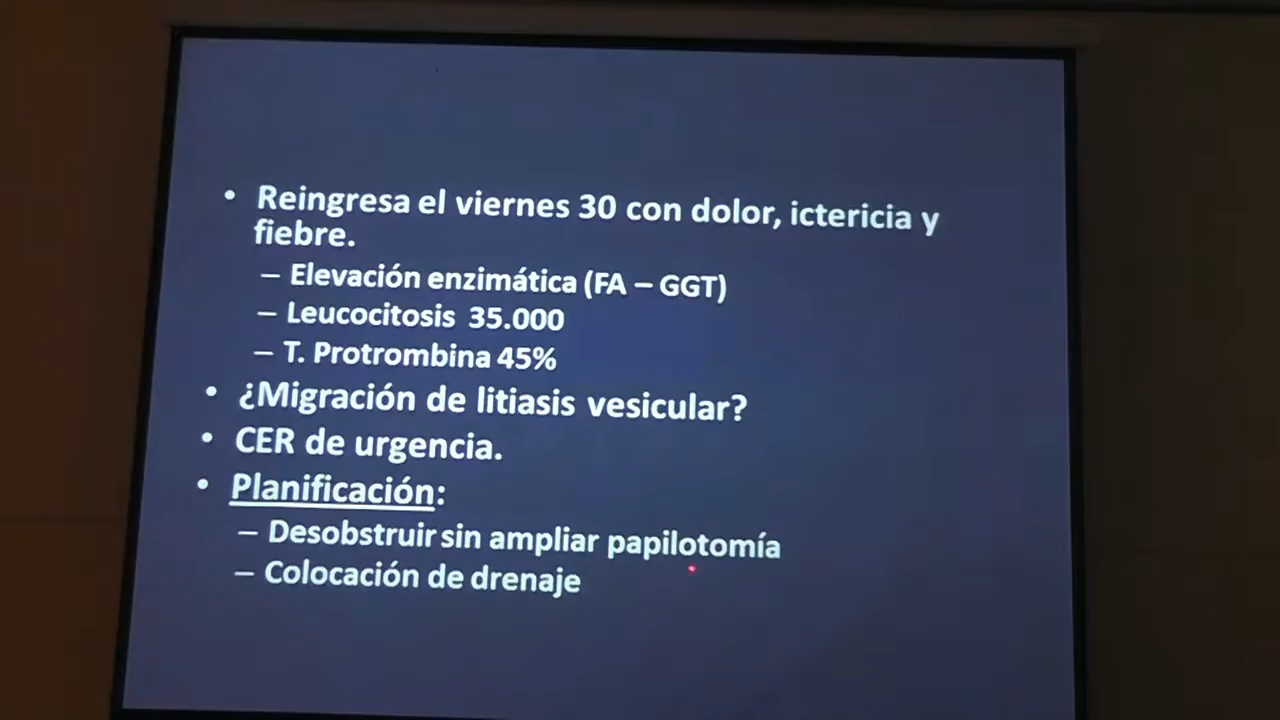 • Reingresa el viernes 30 con dolor, ictericia y
fiebre.
– Elevación enzimática (FA – GGT)
– Leucocitosis 35.000
– T. Protrombina 45%
• ¿Migración de litiasis vesicular?
• CER de urgencia.
• Planificación:
– Desobstruir sin ampliar papilotomía
– Colocación de drenaje